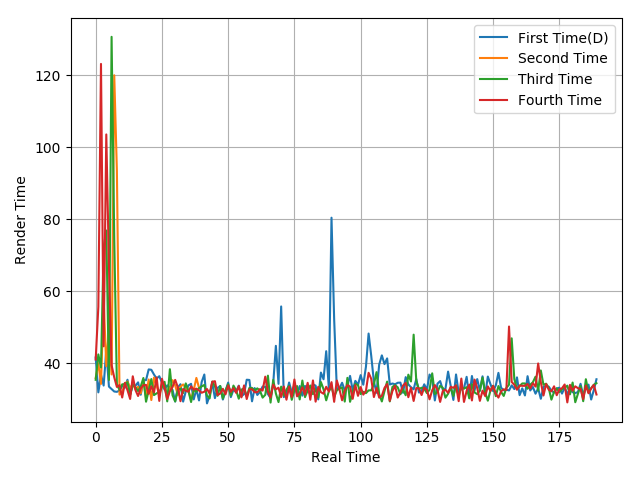 First Time(D)
Second Time
Third Time
Fourth Time
Render Time
120
100
80
60
40
0
25
50
75
100
125
150
175
Real Time